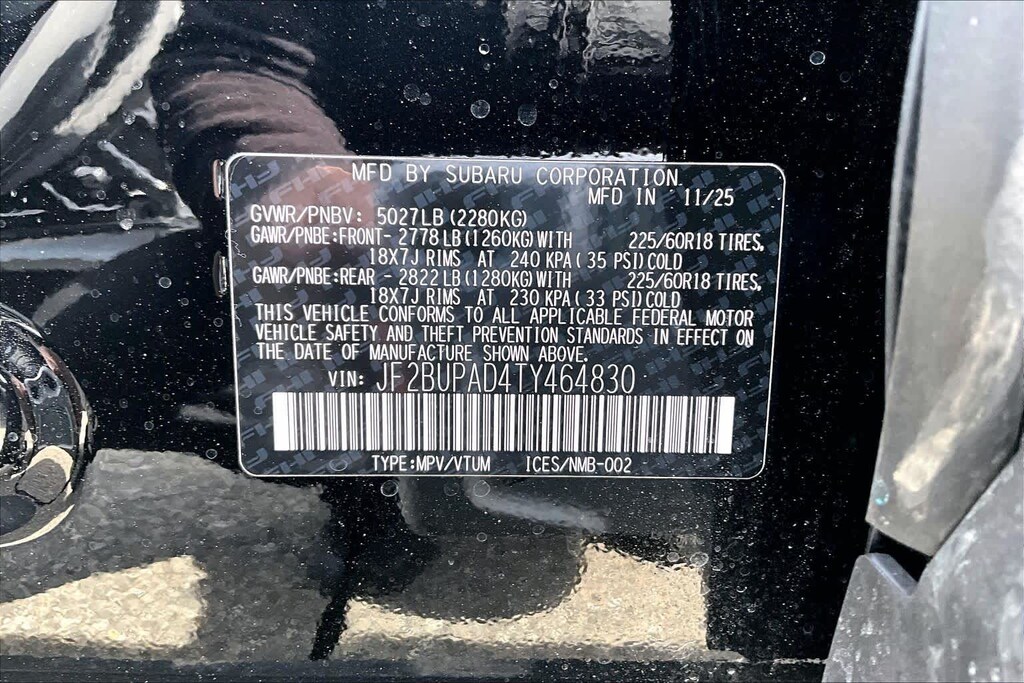 MFD BY SUBARU CORPORATION
MFD IN 11/25
GVWR/PNBV: 5027LB (2280KG)
GAWR/PNBE:FRONT- 2778 LB (1260KG) WITH 225/60R18 TIRES,
18X7J RIMS AT 240 KPA ( 35 PSI) COLD
GAWR/PNBE:REAR - 2822 LB (1280KG) WITH 225/60R18 TIRES,
18X7J RIMS AT 230 KPA ( 33 PSI) COLD
THIS VEHICLE CONFORMS TO ALL APPLICABLE FEDERAL MOTOR
VEHICLE SAFETY AND THEFT PREVENTION STANDARDS IN EFFECT ON
THE DATE OF MANUFACTURE SHOWN ABOVE.
VIN: JF2BUPAD4TY464830
TYPE:MPV/VTUM ICES/NMB-002